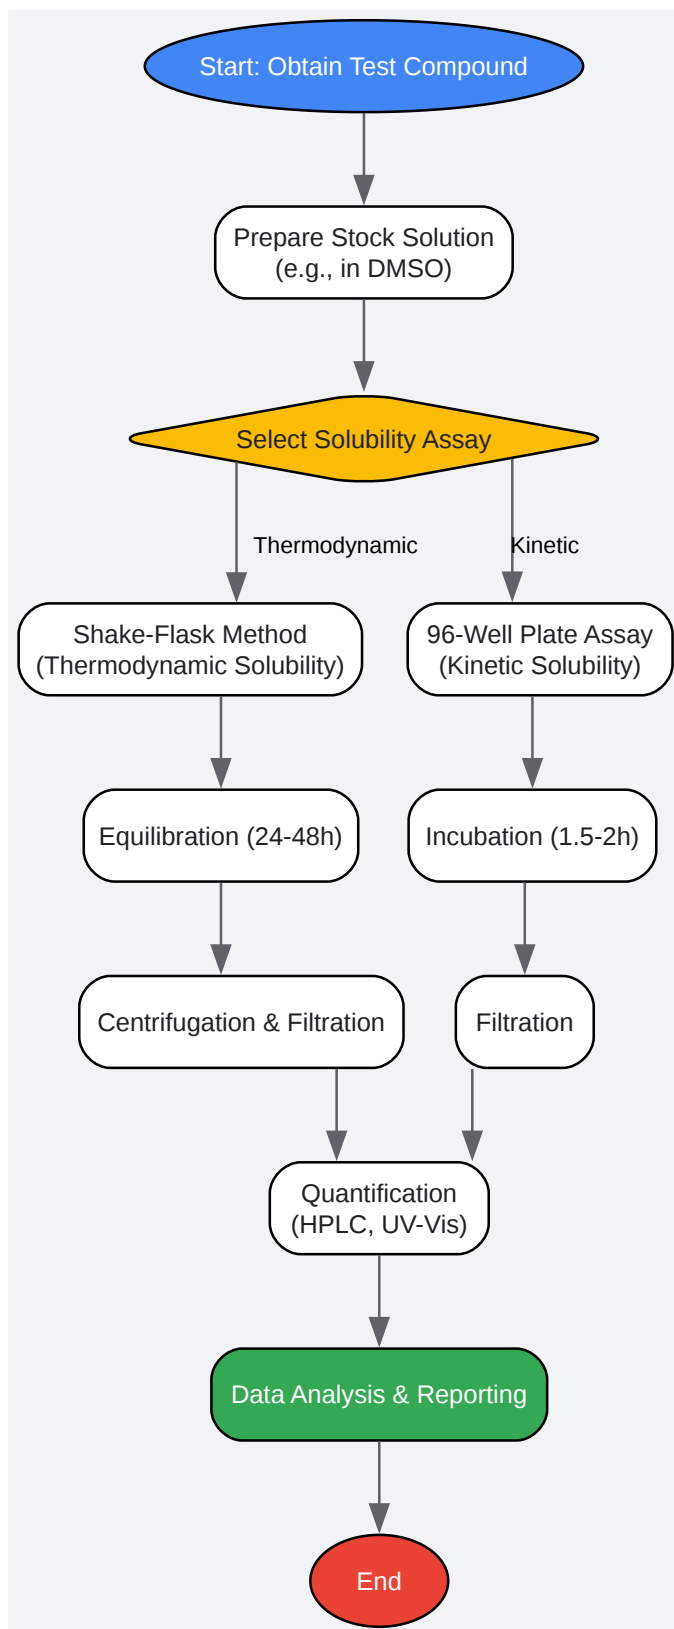 Start: Obtain Test Compound
Prepare Stock Solution
(e.g., in DMSO)
Select Solubility Assay
Thermodynamic
Kinetic
Shake-Flask Method
(Thermodynamic Solubility)
96-Well Plate Assay
(Kinetic Solubility)
Equilibration (24-48h)
Incubation (1.5-2h)
Centrifugation & Filtration
Filtration
Quantification
(HPLC, UV-Vis)
Data Analysis & Reporting
End